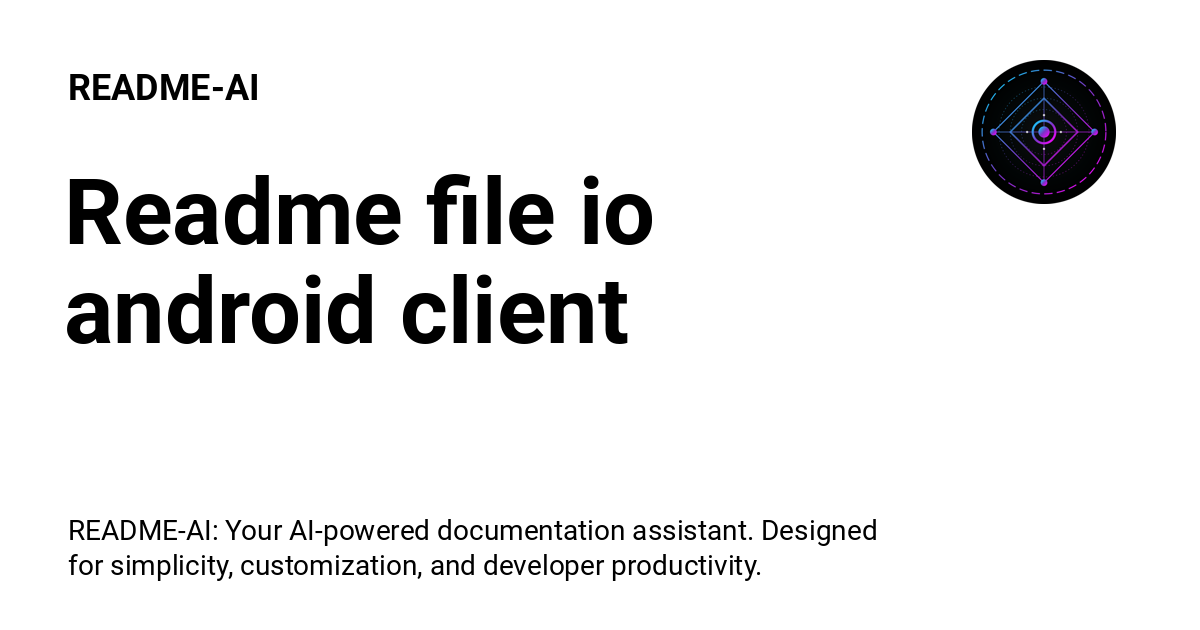 README-AI
Readme file io
android client
README-AI: Your AI-powered documentation assistant. Designed
for simplicity, customization, and developer productivity.